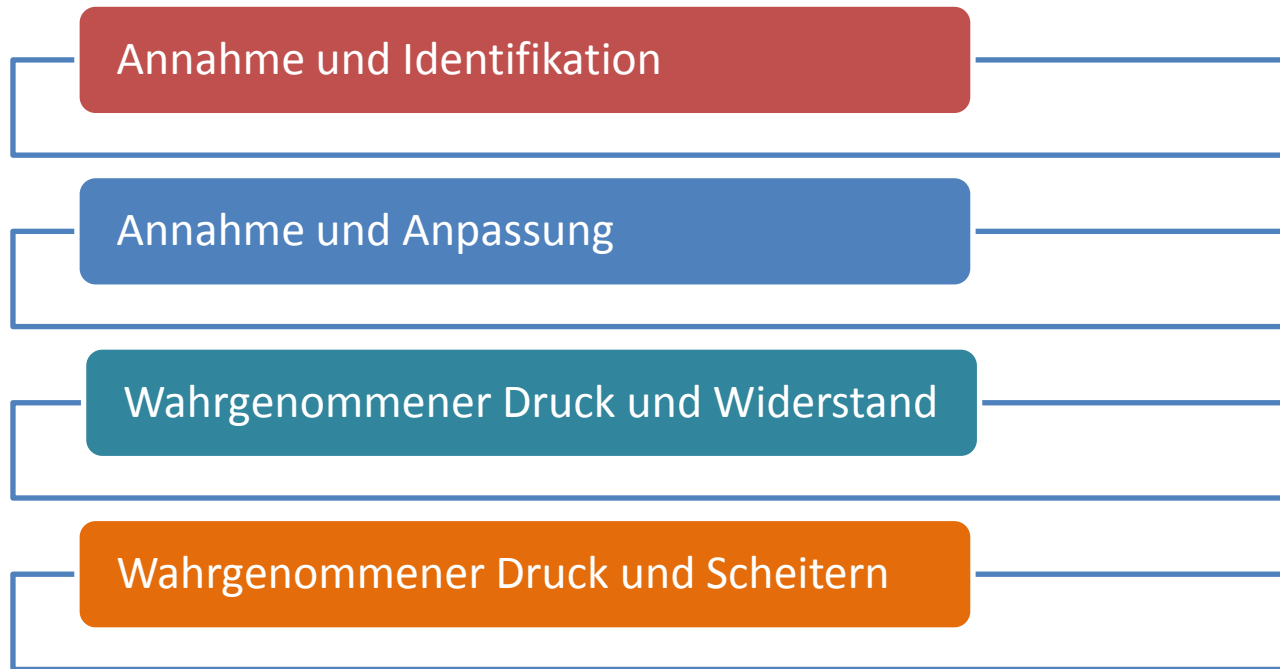 Annahme und Identifikation
Annahme und Anpassung
Wahrgenommener Druck und Widerstand
Wahrgenommener Druck und Scheitern